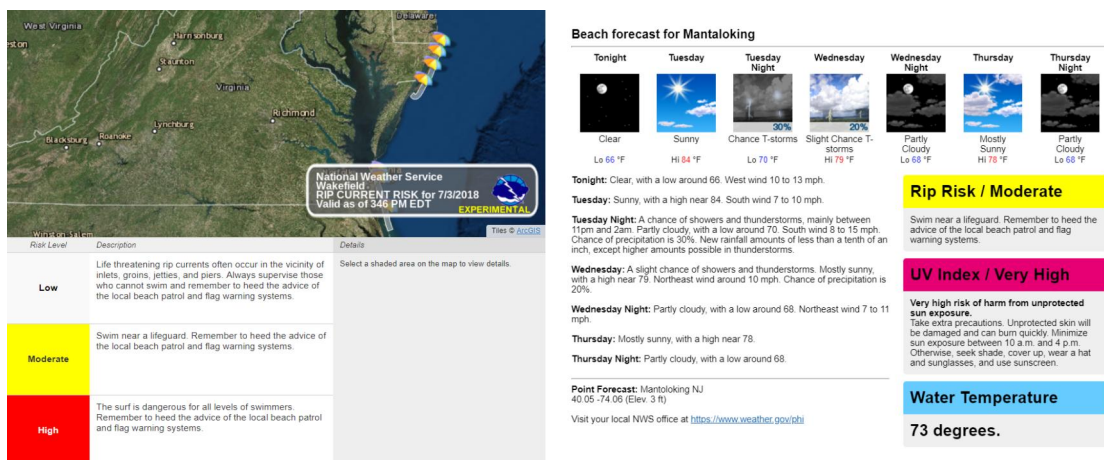 West Virginia
Delaware
Harrisonburg
Staunton
Virginia
Richmond
Lynchburg
Blacksburg
Roanoke
Winston-Salem
National Weather Service
Wakefield
RIP CURRENT RISK for 7/3/2018
Valid as of 346 PM EDT
EXPERIMENTAL
Tiles © ArcGIS
Risk Level Description Details
Low
Life threatening rip currents often occur in the vicinity of
inlets, groins, jetties, and piers. Always supervise those
who cannot swim and remember to heed the advice of
the local beach patrol and flag warning systems.
Select a shaded area on the map to view details.
Moderate
Swim near a lifeguard. Remember to heed the advice of
the local beach patrol and flag warning systems.
High
The surf is dangerous for all levels of swimmers.
Remember to heed the advice of the local beach patrol
and flag warning systems.
Beach forecast for Mantaloking
Tonight
Clear
Lo 66 °F
Tuesday
Sunny
Hi 84 °F
Tuesday
Night
30%
Chance T-storms
Lo 70 °F
Wednesday
20%
Slight Chance T-
storms
Hi 79 °F
Wednesday
Night
Partly
Cloudy
Lo 68 °F
Thursday
Mostly
Sunny
Hi 78 °F
Thursday
Night
Partly
Cloudy
Lo 68 °F
Tonight: Clear, with a low around 66. West wind 10 to 13 mph.
Tuesday: Sunny, with a high near 84. South wind 7 to 10 mph.
Tuesday Night: A chance of showers and thunderstorms, mainly between
11pm and 2am. Partly cloudy, with a low around 70. South wind 8 to 15 mph.
Chance of precipitation is 30%. New rainfall amounts of less than a tenth of an
inch, except higher amounts possible in thunderstorms.
Wednesday: A slight chance of showers and thunderstorms. Mostly sunny,
with a high near 79. Northeast wind around 10 mph. Chance of precipitation is
20%.
Wednesday Night: Partly cloudy, with a low around 68. Northeast wind 7 to 11
mph.
Thursday: Mostly sunny, with a high near 78.
Thursday Night: Partly cloudy, with a low around 68.
Point Forecast: Mantoloking NJ
40.05 -74.06 (Elev. 3 ft)
Visit your local NWS office at https://www.weather.gov/phi
Rip Risk / Moderate
Swim near a lifeguard. Remember to heed the
advice of the local beach patrol and flag
warning systems.
UV Index / Very High
Very high risk of harm from unprotected
sun exposure.
Take extra precautions. Unprotected skin will
be damaged and can burn quickly. Minimize
sun exposure between 10 a.m. and 4 p.m.
Otherwise, seek shade, cover up, wear a hat
and sunglasses, and use sunscreen.
Water Temperature
73 degrees.